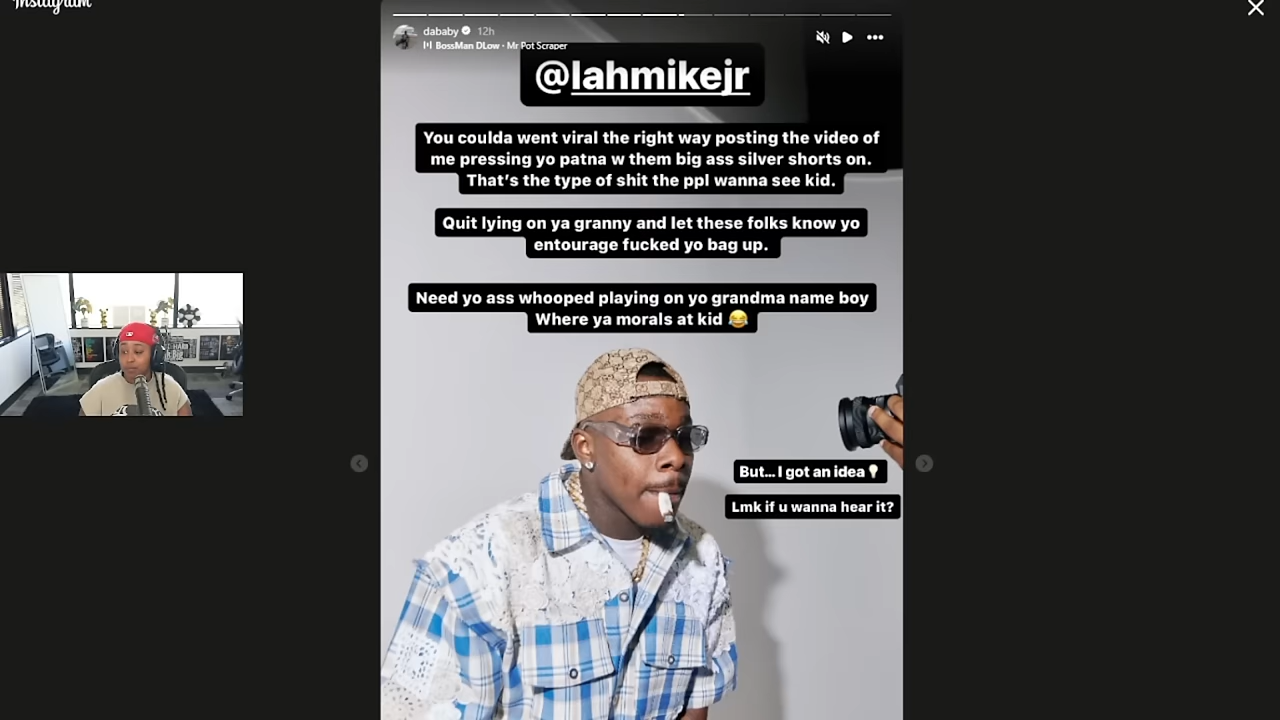 Instagram
dababy 12h
BossMan DLow · Mr Pot Scraper
@lahmikejr
You coulda went viral the right way posting the video of
me pressing yo patna w them big ass silver shorts on.
That's the type of shit the ppl wanna see kid.
Quit lying on ya granny and let these folks know yo
entourage fucked yo bag up.
Need yo ass whooped playing on yo grandma name boy
Where ya morals at kid 😂
But... I got an idea💡
Lmk if u wanna hear it?